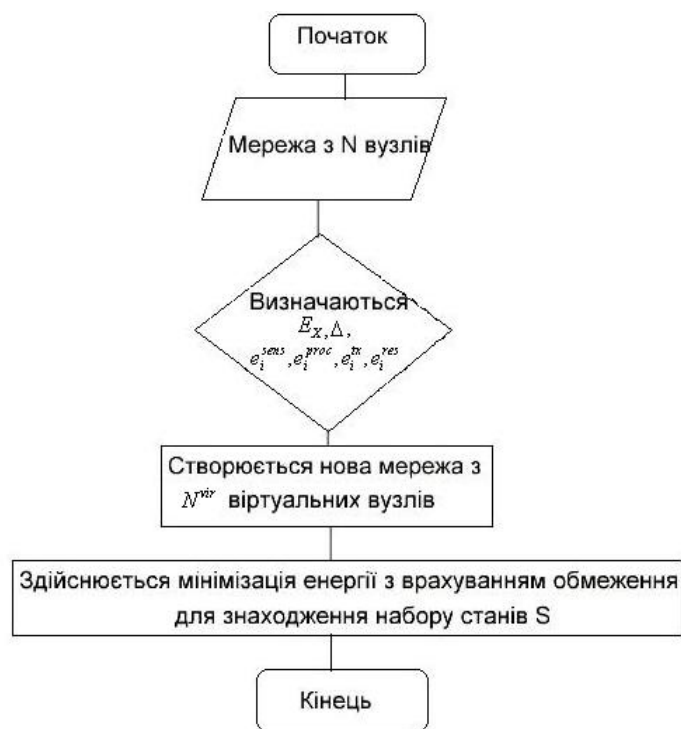 Початок
Мережа з N вузлів
Визначаються
E_{X,Δ},
e_i^{sens}, e_i^{proc}, e_i^{tx}, e_i^{res}
Створюється нова мережа з
N^{vir} віртуальних вузлів
Здійснюється мінімізація енергії з врахуванням обмеження
для знаходження набору станів S
Кінець